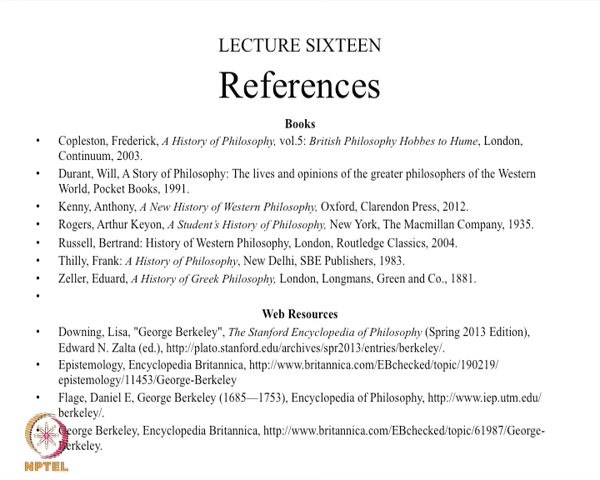 LECTURE SIXTEEN
References
Books
• Copleston, Frederick, A History of Philosophy, vol.5: British Philosophy Hobbes to Hume, London,
Continuum, 2003.
• Durant, Will, A Story of Philosophy: The lives and opinions of the greater philosophers of the Western
World, Pocket Books, 1991.
• Kenny, Anthony, A New History of Western Philosophy, Oxford, Clarendon Press, 2012.
• Rogers, Arthur Keyon, A Student's History of Philosophy, New York, The Macmillan Company, 1935.
• Russell, Bertrand: History of Western Philosophy, London, Routledge Classics, 2004.
• Thilly, Frank: A History of Philosophy, New Delhi, SBE Publishers, 1983.
• Zeller, Eduard, A History of Greek Philosophy, London, Longmans, Green and Co., 1881.
•
Web Resources
• Downing, Lisa, "George Berkeley", The Stanford Encyclopedia of Philosophy (Spring 2013 Edition),
Edward N. Zalta (ed.), http://plato.stanford.edu/archives/spr2013/entries/berkeley/.
• Epistemology, Encyclopedia Britannica, http://www.britannica.com/EBchecked/topic/190219/
epistemology/11453/George-Berkeley
• Flage, Daniel E, George Berkeley (1685—1753), Encyclopedia of Philosophy, http://www.iep.utm.edu/
berkeley/.
George Berkeley, Encyclopedia Britannica, http://www.britannica.com/EBchecked/topic/61987/George-
Berkeley.
NPTEL